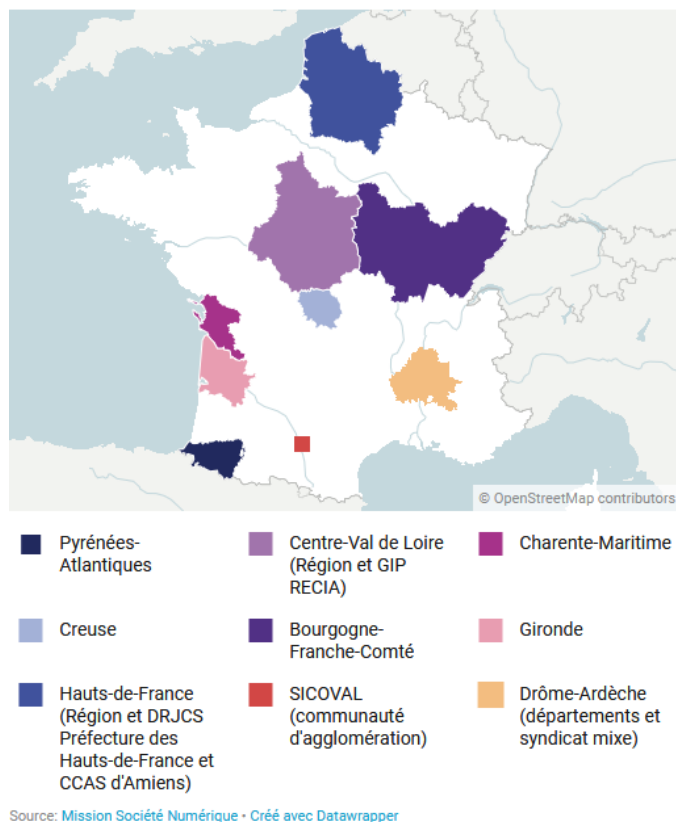 © OpenStreetMap contributors
Pyrénées-
Atlantiques
Centre-Val de Loire
(Région et GIP
RECIA)
Charente-Maritime
Creuse
Bourgogne-
Franche-Comté
Gironde
Hauts-de-France
(Région et DRJCS
Préfecture des
Hauts-de-France et
CCAS d'Amiens)
SICOVAL
(communauté
d'agglomération)
Drôme-Ardèche
(départements et
syndicat mixe)
Source: Mission Société Numérique • Créé avec Datawrapper